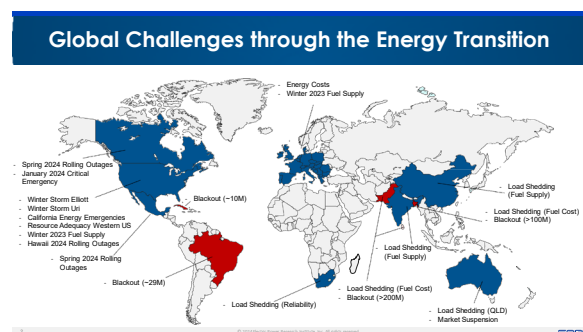 Global Challenges through the Energy Transition
- Energy Costs
- Winter 2023 Fuel Supply
- Spring 2024 Rolling Outages
- January 2024 Critical
Emergency
- Winter Storm Elliott
- Winter Storm Uri
- California Energy Emergencies
- Resource Adequacy Western US
- Winter 2023 Fuel Supply
- Hawaii 2024 Rolling Outages
- Spring 2024 Rolling
Outages
Blackout (~10M)
- Blackout (~29M)
- Load Shedding (Reliability)
- Load Shedding (Fuel Cost)
- Blackout (>200M)
- Load Shedding
(Fuel Supply)
- Load Shedding
(Fuel Supply)
- Load Shedding (Fuel Cost)
Blackout (>100M)
- Load Shedding (QLD)
- Market Suspension